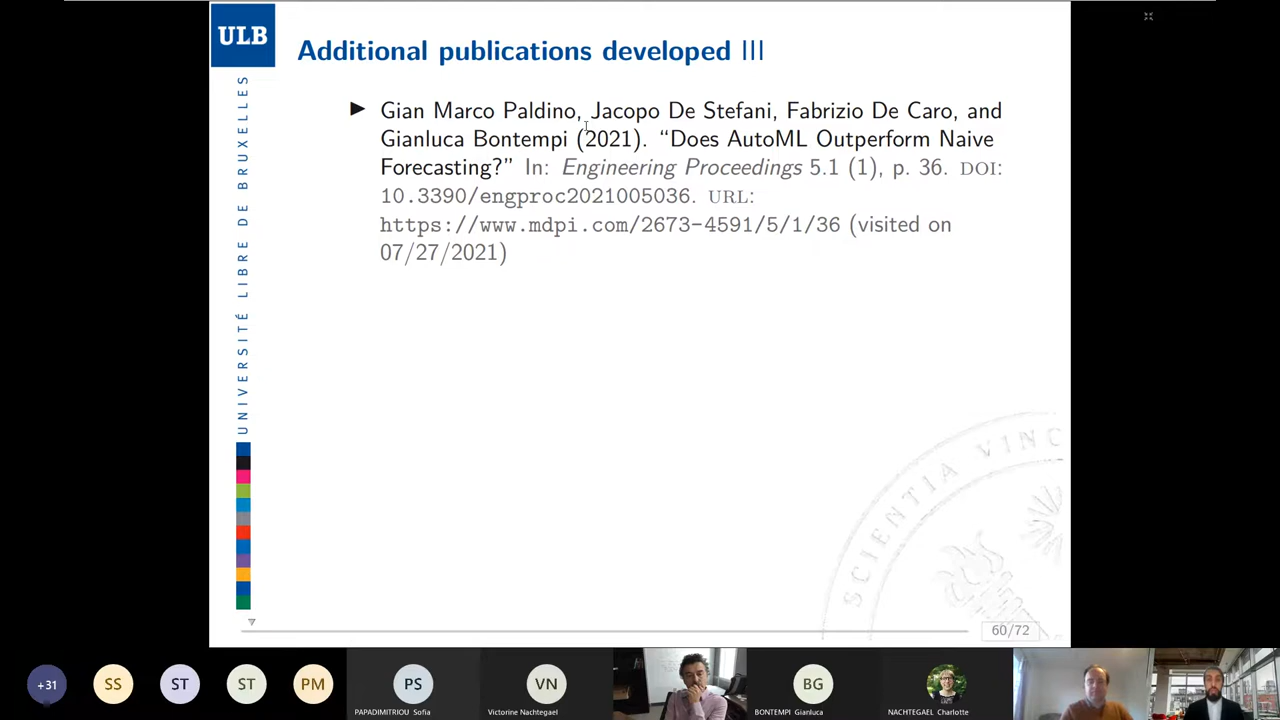 ULB
Additional publications developed III
UNIVERSITÉ LIBRE DE BRUXELLES
▶ Gian Marco Paldino, Jacopo De Stefani, Fabrizio De Caro, and
Gianluca Bontempi (2021). “Does AutoML Outperform Naive
Forecasting?” In: Engineering Proceedings 5.1 (1), p. 36. DOI:
10.3390/engproc2021005036. URL:
https://www.mdpi.com/2673-4591/5/1/36 (visited on
07/27/2021)
SCIENTIA VINC
60/72
+31
SS
ST
ST
PM
PS
PAPADIMITRIOU Sofia
VN
Victorine Nachtegael
BG
BONTEMPI Gianluca
NACHTEGAEL Charlotte